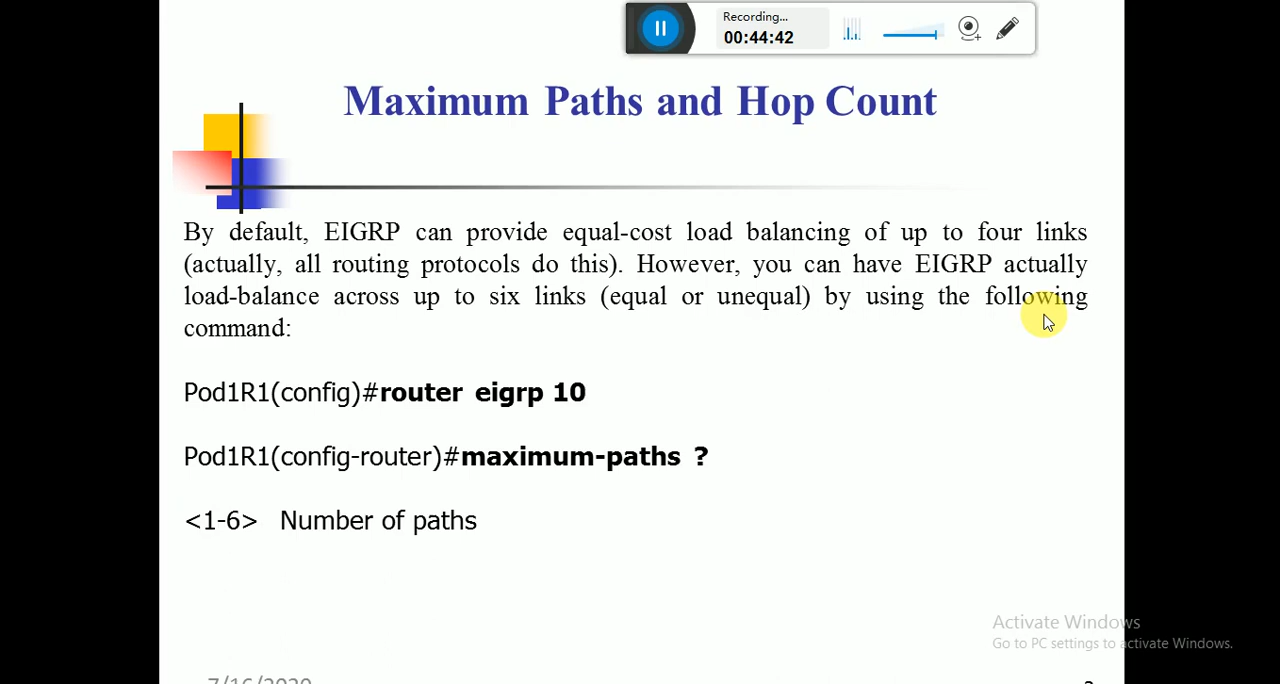 Recording...
00:44:42
Maximum Paths and Hop Count
By default, EIGRP can provide equal-cost load balancing of up to four links
(actually, all routing protocols do this). However, you can have EIGRP actually
load-balance across up to six links (equal or unequal) by using the following
command:
Pod1R1(config)#router eigrp 10
Pod1R1(config-router)#maximum-paths ?
<1-6> Number of paths
Activate Windows
Go to PC settings to activate Windows.
7/16/2020